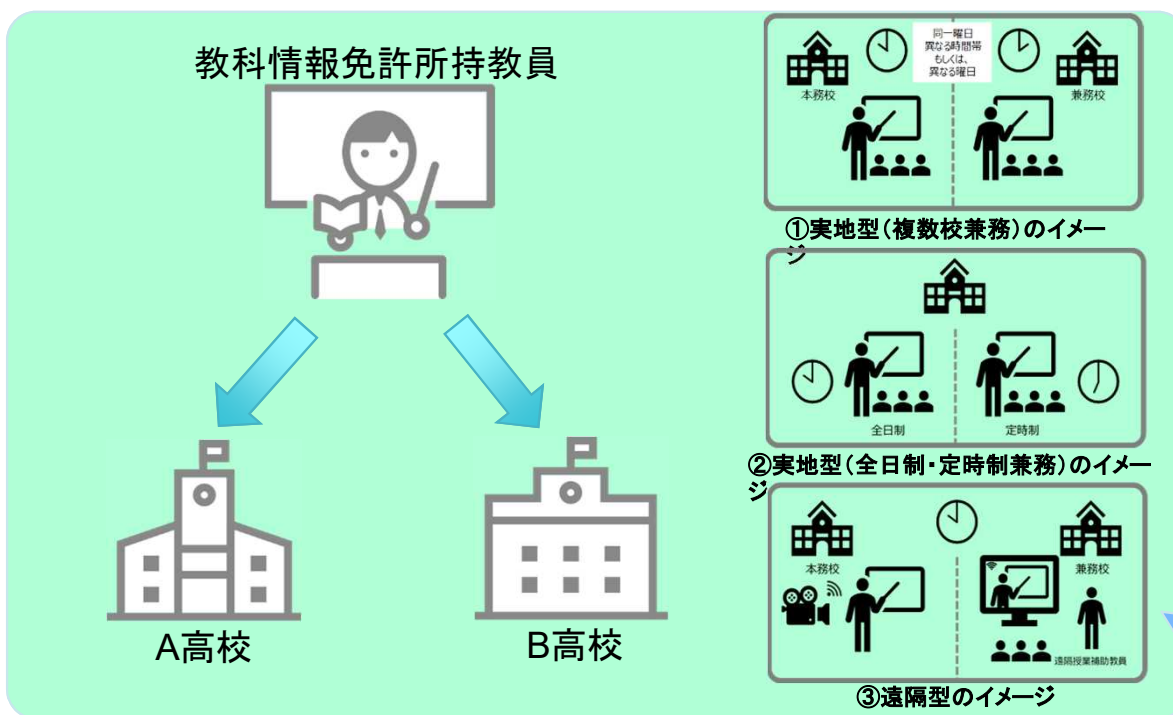 教科情報免許所持教員
A高校
B高校
同一曜日
異なる時間帯
もしくは、
異なる曜日
本務校
兼務校
①実地型(複数校兼務)のイメー
ジ
全日制
定時制
②実地型(全日制・定時制兼務)のイメー
ジ
本務校
兼務校
遠隔授業補助教員
③遠隔型のイメージ